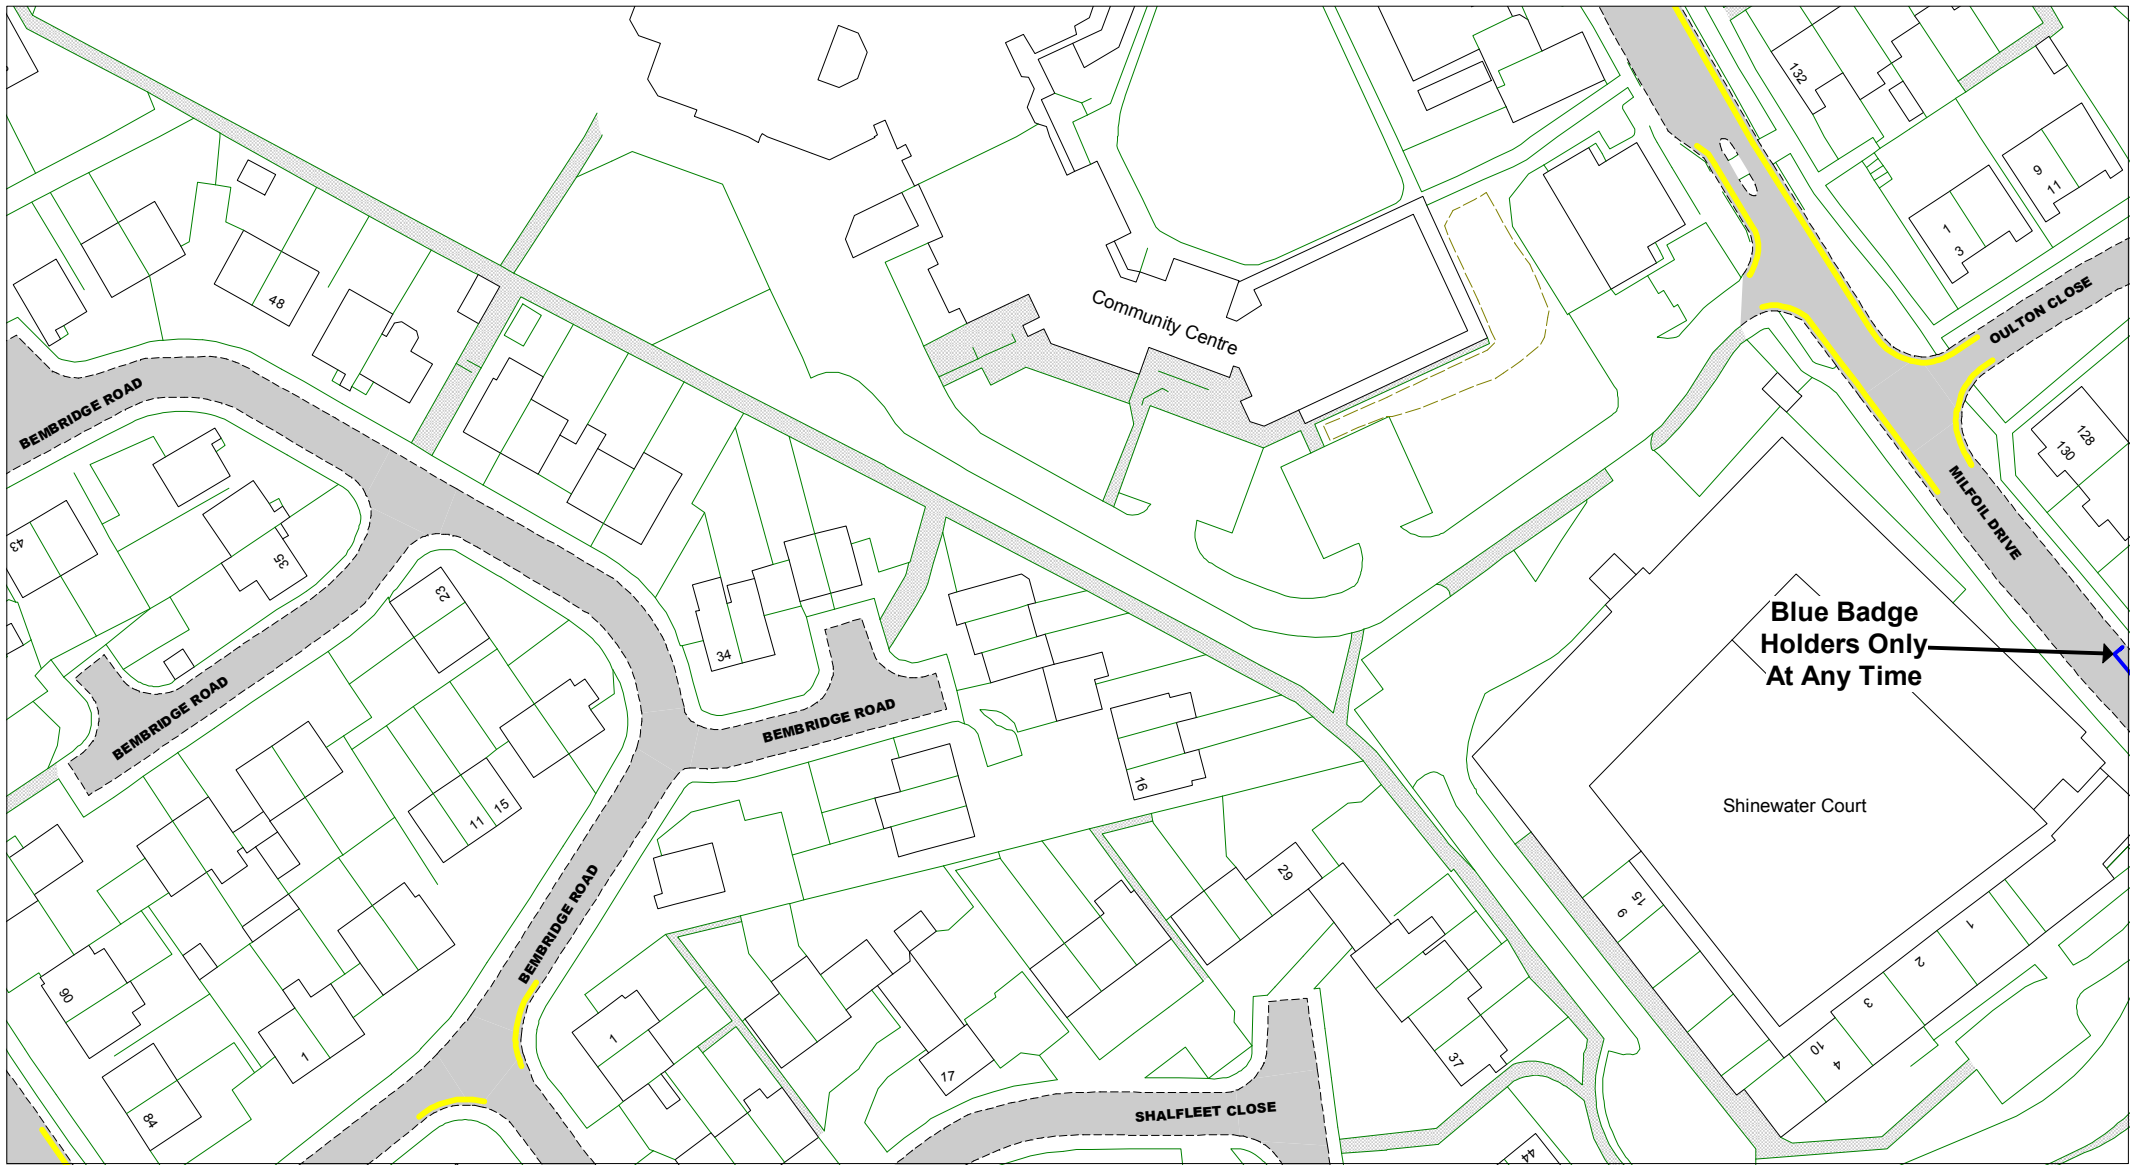 132
9
11
1
3
48
Community Centre
OULTON CLOSE
BEMBRIDGE ROAD
128
130
MILFOIL DRIVE
43
35
23
Blue Badge
Holders Only
At Any Time
34
BEMBRIDGE ROAD
BEMBRIDGE ROAD
16
11
15
Shinewater Court
29
15
9
BEMBRIDGE ROAD
1
2
3
10
4
90
1
1
17
37
84
SHALFLEET CLOSE
44